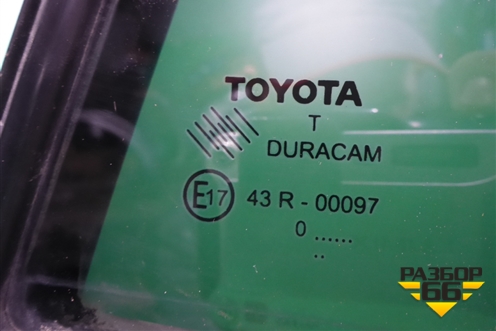 TOYOTA
T
DURACAM
E17 43 R - 00097
0 ......
..
РАЗБОР
66